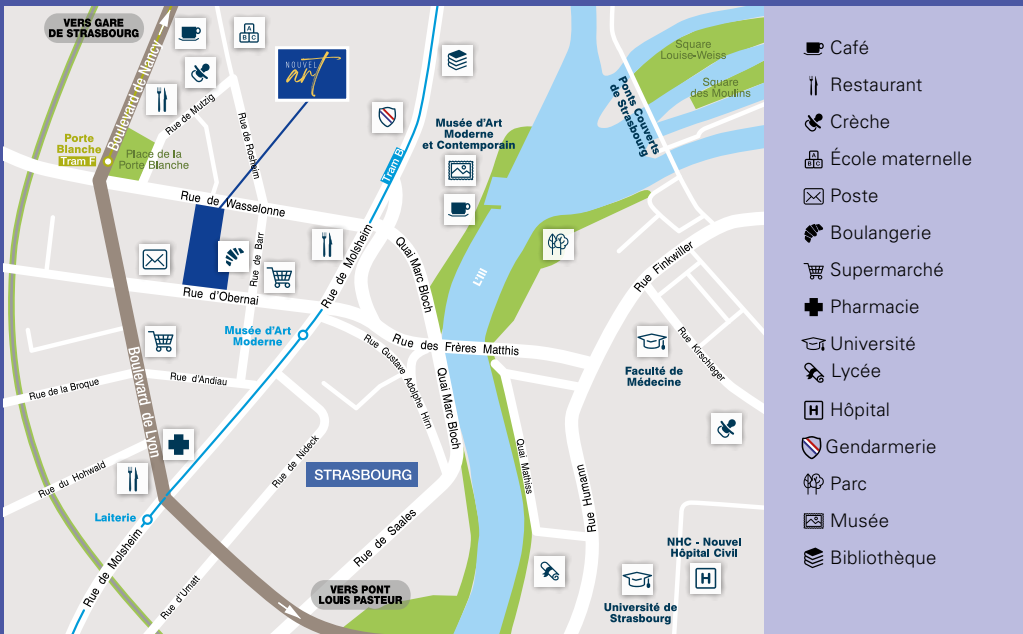 VERS GARE
DE STRASBOURG
Boulevard de Nancy
NOUVEL
art
Rue de Mutzig
Rue de Rosheim
Porte
Blanche
Tram F
Place de la
Porte Blanche
Musée d'Art
Moderne
et Contemporain
Tram B
Ponts Couverts
de Strasbourg
Square
Louise-Weiss
Square
des Moulins
Rue de Wasselonne
Rue de Barr
Rue de Molsheim
Quai Marc Bloch
L'Ill
Rue Finkwiller
Rue d'Obernai
Musée d'Art
Moderne
Rue des Frères Matthis
Rue Gustave Adolphe Hirn
Rue Kirschleger
Faculté de
Médecine
Rue de la Broque
Rue d'Andlau
Boulevard de Lyon
Quai Marc Bloch
Rue du Hohwald
Rue de Nideck
STRASBOURG
Quai Mathiss
Rue Humann
Laiterie
Rue de Molsheim
Rue de Saales
Rue d'Urmatt
VERS PONT
LOUIS PASTEUR
NHC - Nouvel
Hôpital Civil
H
Université de
Strasbourg
Café
Restaurant
Crèche
École maternelle
Poste
Boulangerie
Supermarché
Pharmacie
Université
Lycée
H Hôpital
Gendarmerie
Parc
Musée
Bibliothèque